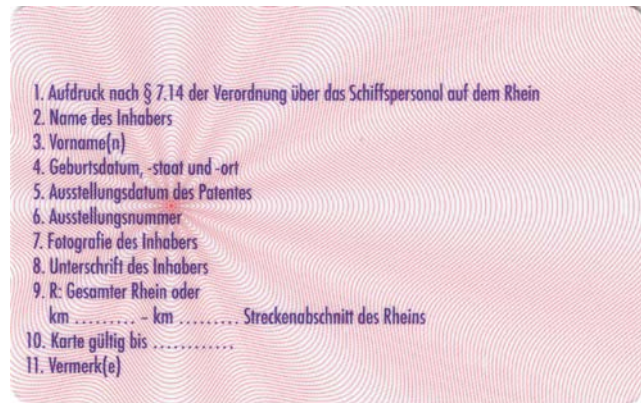 1. Aufdruck nach § 7.14 der Verordnung über das Schiffspersonal auf dem Rhein
2. Name des Inhabers
3. Vorname(n)
4. Geburtsdatum, -staat und -ort
5. Ausstellungsdatum des Patentes
6. Ausstellungsnummer
7. Fotografie des Inhabers
8. Unterschrift des Inhabers
9. R: Gesamter Rhein oder
km ......... – km ......... Streckenabschnitt des Rheins
10. Karte gültig bis ............
11. Vermerk(e)